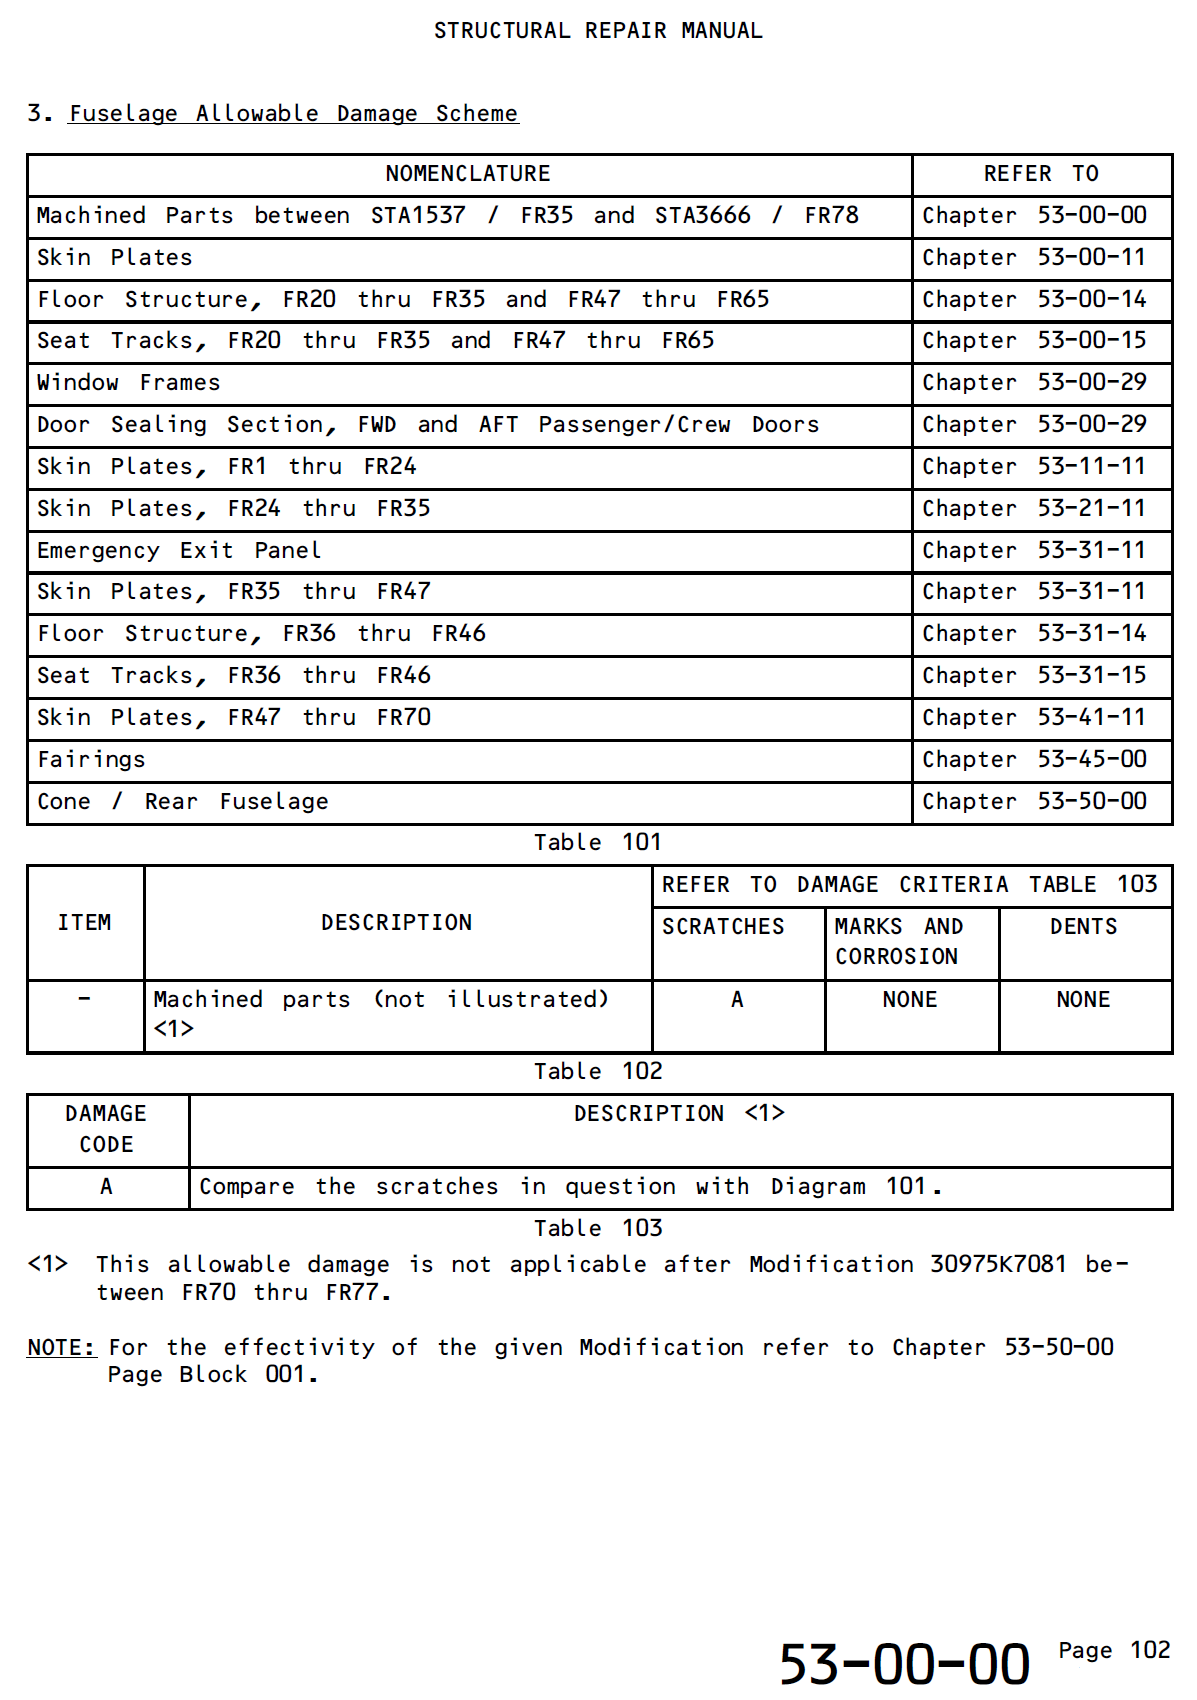 STRUCTURAL REPAIR MANUAL
3. Fuselage Allowable Damage Scheme
NOMENCLATURE REFER TO
Machined Parts between STA1537 / FR35 and STA3666 / FR78 Chapter 53-00-00
Skin Plates Chapter 53-00-11
Floor Structure, FR20 thru FR35 and FR47 thru FR65 Chapter 53-00-14
Seat Tracks, FR20 thru FR35 and FR47 thru FR65 Chapter 53-00-15
Window Frames Chapter 53-00-29
Door Sealing Section, FWD and AFT Passenger/Crew Doors Chapter 53-00-29
Skin Plates, FR1 thru FR24 Chapter 53-11-11
Skin Plates, FR24 thru FR35 Chapter 53-21-11
Emergency Exit Panel Chapter 53-31-11
Skin Plates, FR35 thru FR47 Chapter 53-31-11
Floor Structure, FR36 thru FR46 Chapter 53-31-14
Seat Tracks, FR36 thru FR46 Chapter 53-31-15
Skin Plates, FR47 thru FR70 Chapter 53-41-11
Fairings Chapter 53-45-00
Cone / Rear Fuselage Chapter 53-50-00
Table 101
REFER TO DAMAGE CRITERIA TABLE 103
ITEM DESCRIPTION SCRATCHES MARKS AND DENTS
CORROSION
- Machined parts (not illustrated) A NONE NONE
<1>
Table 102
DAMAGE DESCRIPTION <1>
CODE
A Compare the scratches in question with Diagram 101.
Table 103
<1> This allowable damage is not applicable after Modification 30975K7081 be-
tween FR70 thru FR77.
NOTE: For the effectivity of the given Modification refer to Chapter 53-50-00
Page Block 001.
53-00-00 Page 102